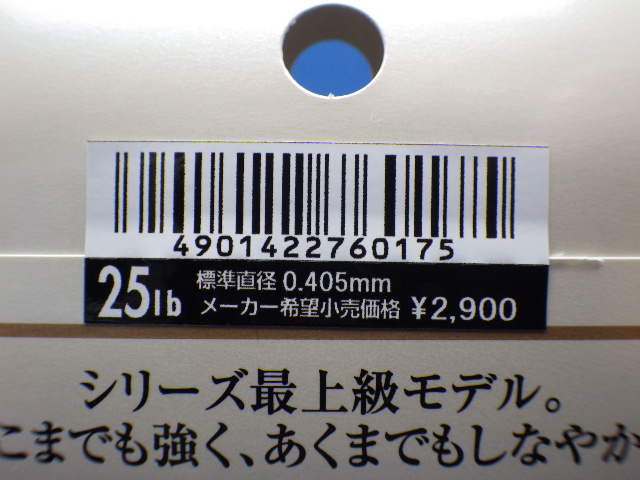 4901422760175
25lb 標準直径 0.405mm
メーカー希望小売価格 ¥2,900
シリーズ最上級モデル。
こまでも強く、あくまでもしなやか